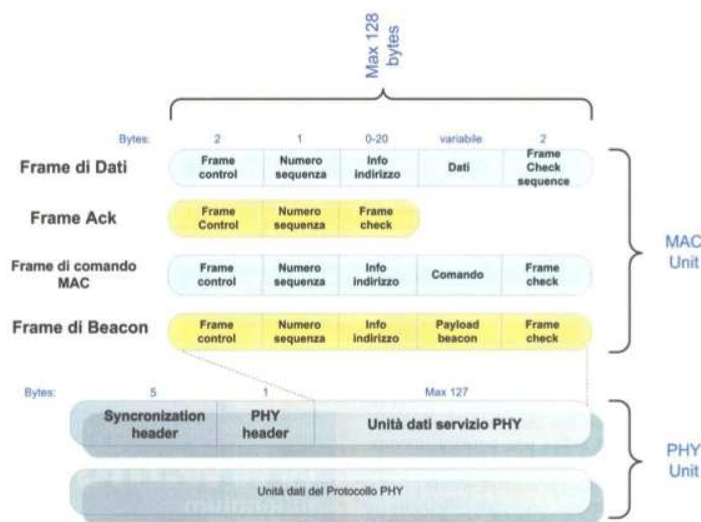 Max 128
bytes
Bytes: 2 1 0-20 variabile 2
Frame di Dati
Frame
control
Numero
sequenza
Info
indirizzo
Dati
Frame
Check
sequence
Frame Ack
Frame
Control
Numero
sequenza
Frame
check
Frame di comando
MAC
Frame
control
Numero
sequenza
Info
indirizzo
Comando
Frame
check
Frame di Beacon
Frame
control
Numero
sequenza
Info
indirizzo
Payload
beacon
Frame
check
MAC
Unit
Bytes: 5 1 Max 127
Syncronization
header
PHY
header
Unità dati servizio PHY
Unità dati del Protocollo PHY
PHY
Unit